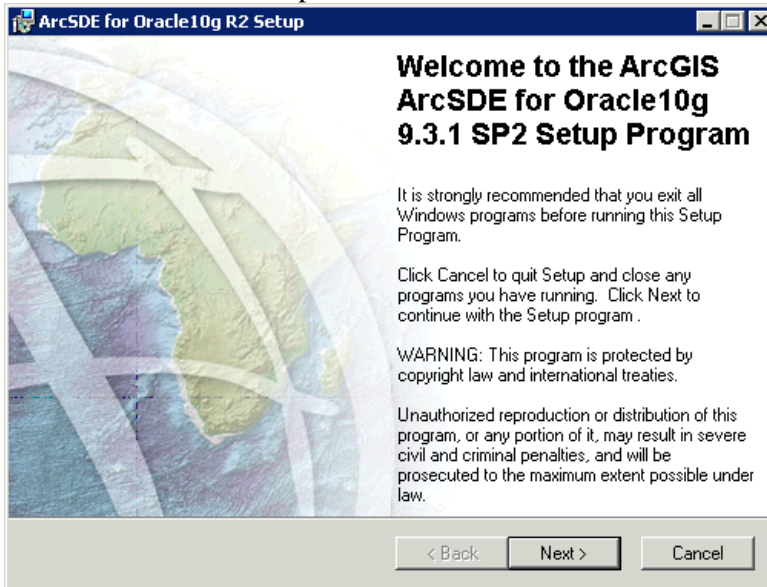 ArcSDE for Oracle10g R2 Setup
Welcome to the ArcGIS
ArcSDE for Oracle10g
9.3.1 SP2 Setup Program
It is strongly recommended that you exit all
Windows programs before running this Setup
Program.
Click Cancel to quit Setup and close any
programs you have running. Click Next to
continue with the Setup program .
WARNING: This program is protected by
copyright law and international treaties.
Unauthorized reproduction or distribution of this
program, or any portion of it, may result in severe
civil and criminal penalties, and will be
prosecuted to the maximum extent possible under
law.
< Back Next > Cancel